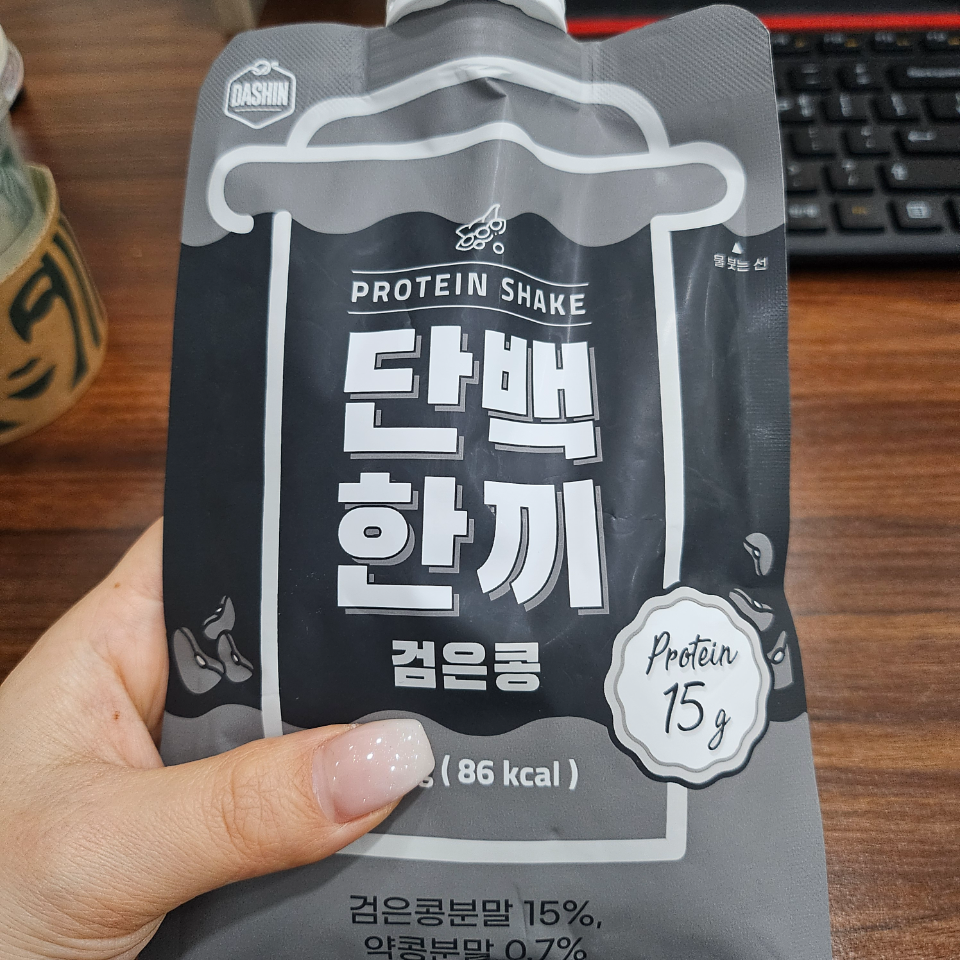 DASHIN
PROTEIN SHAKE
물붓는 선
단백
한끼
검은콩
Protein
15 g
g ( 86 kcal )
검은콩분말 15%,
약콩분말 0.7%